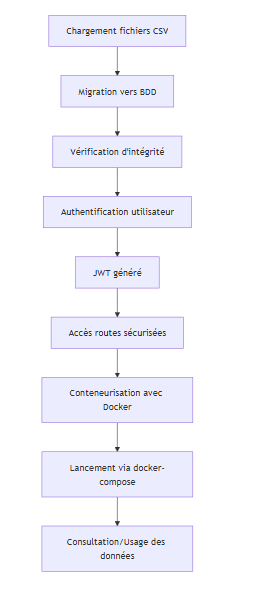 Chargement fichiers CSV
Migration vers BDD
Vérification d'intégrité
Authentification utilisateur
JWT généré
Accès routes sécurisées
Conteneurisation avec
Docker
Lancement via docker-
compose
Consultation/Usage des
données